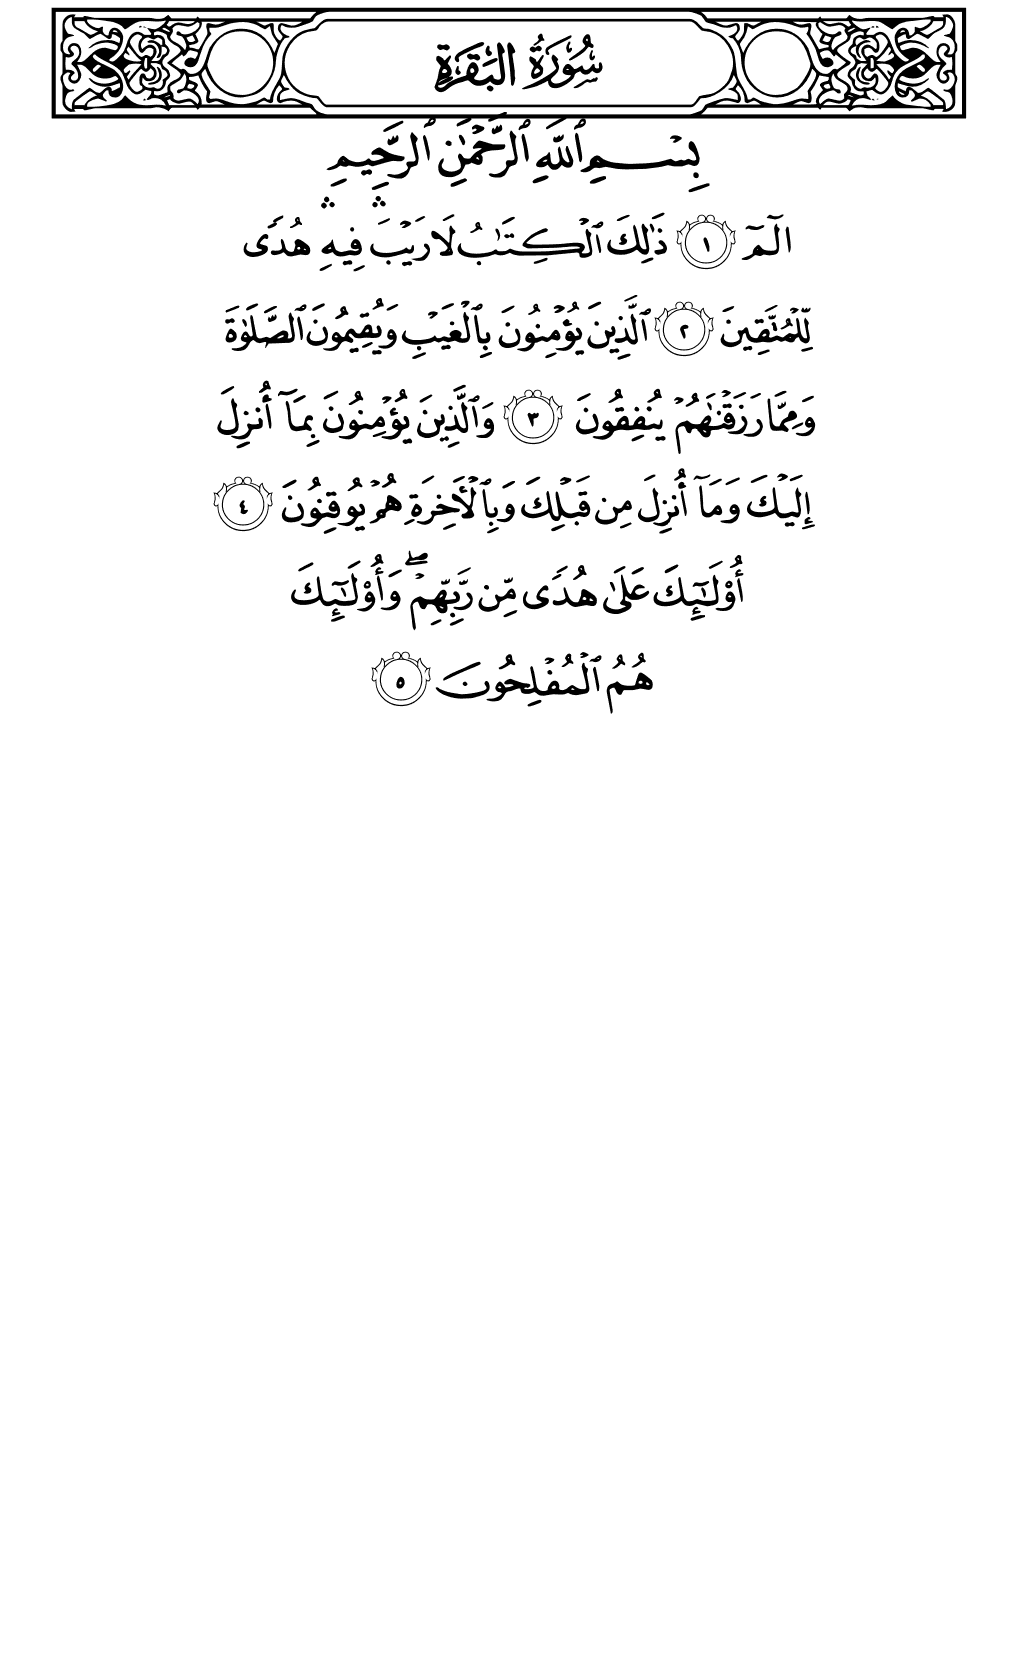 سُورَةُ البَقَرَةِ
بِسۡمِ ٱللَّهِ ٱلرَّحۡمَٰنِ ٱلرَّحِيمِ
الٓمٓ ١ ذَٰلِكَ ٱلۡكِتَٰبُ لَا رَيۡبَۛ فِيهِۛ هُدٗى
لِّلۡمُتَّقِينَ ٢ ٱلَّذِينَ يُؤۡمِنُونَ بِٱلۡغَيۡبِ وَيُقِيمُونَ ٱلصَّلَوٰةَ
وَمِمَّا رَزَقۡنَٰهُمۡ يُنفِقُونَ ٣ وَٱلَّذِينَ يُؤۡمِنُونَ بِمَآ أُنزِلَ
إِلَيۡكَ وَمَآ أُنزِلَ مِن قَبۡلِكَ وَبِٱلۡأٓخِرَةِ هُمۡ يُوقِنُونَ ٤
أُوْلَٰٓئِكَ عَلَىٰ هُدٗى مِّن رَّبِّهِمۡۖ وَأُوْلَٰٓئِكَ
هُمُ ٱلۡمُفۡلِحُونَ ٥